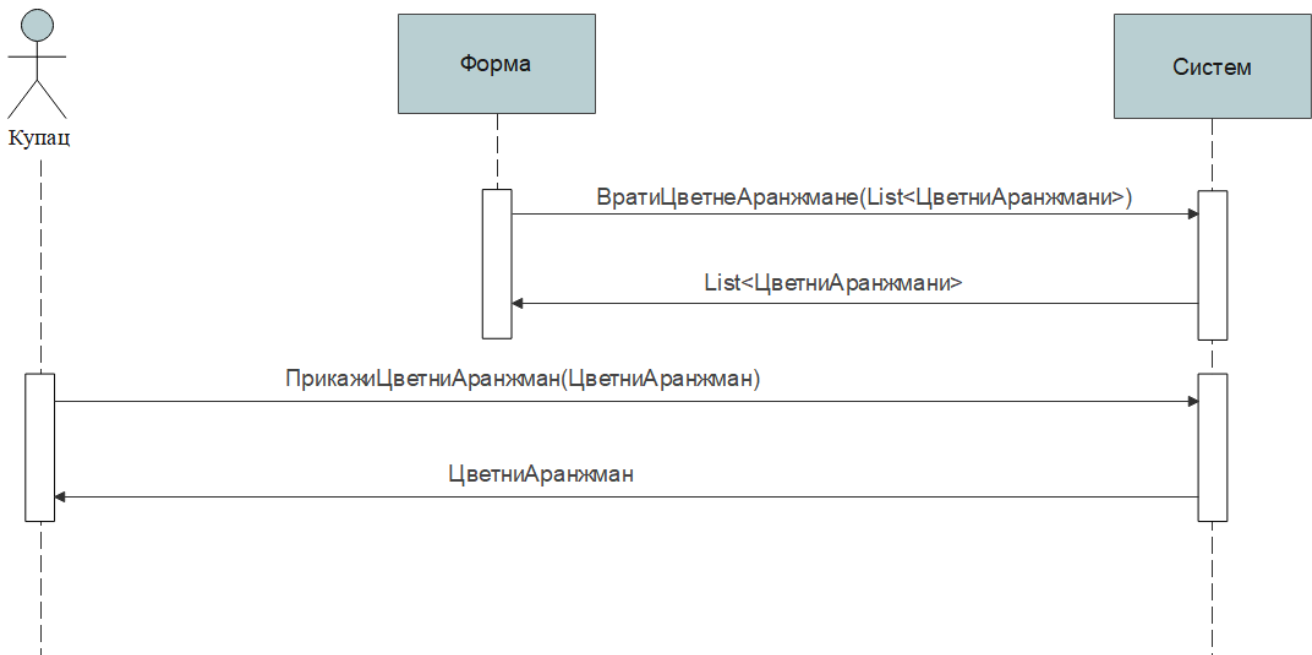 Форма
Систем
Купац
ВратиЦветнеАранжмане(List<ЦветниАранжмани>)
List<ЦветниАранжмани>
ПрикажиЦветниАранжман(ЦветниАранжман)
ЦветниАранжман